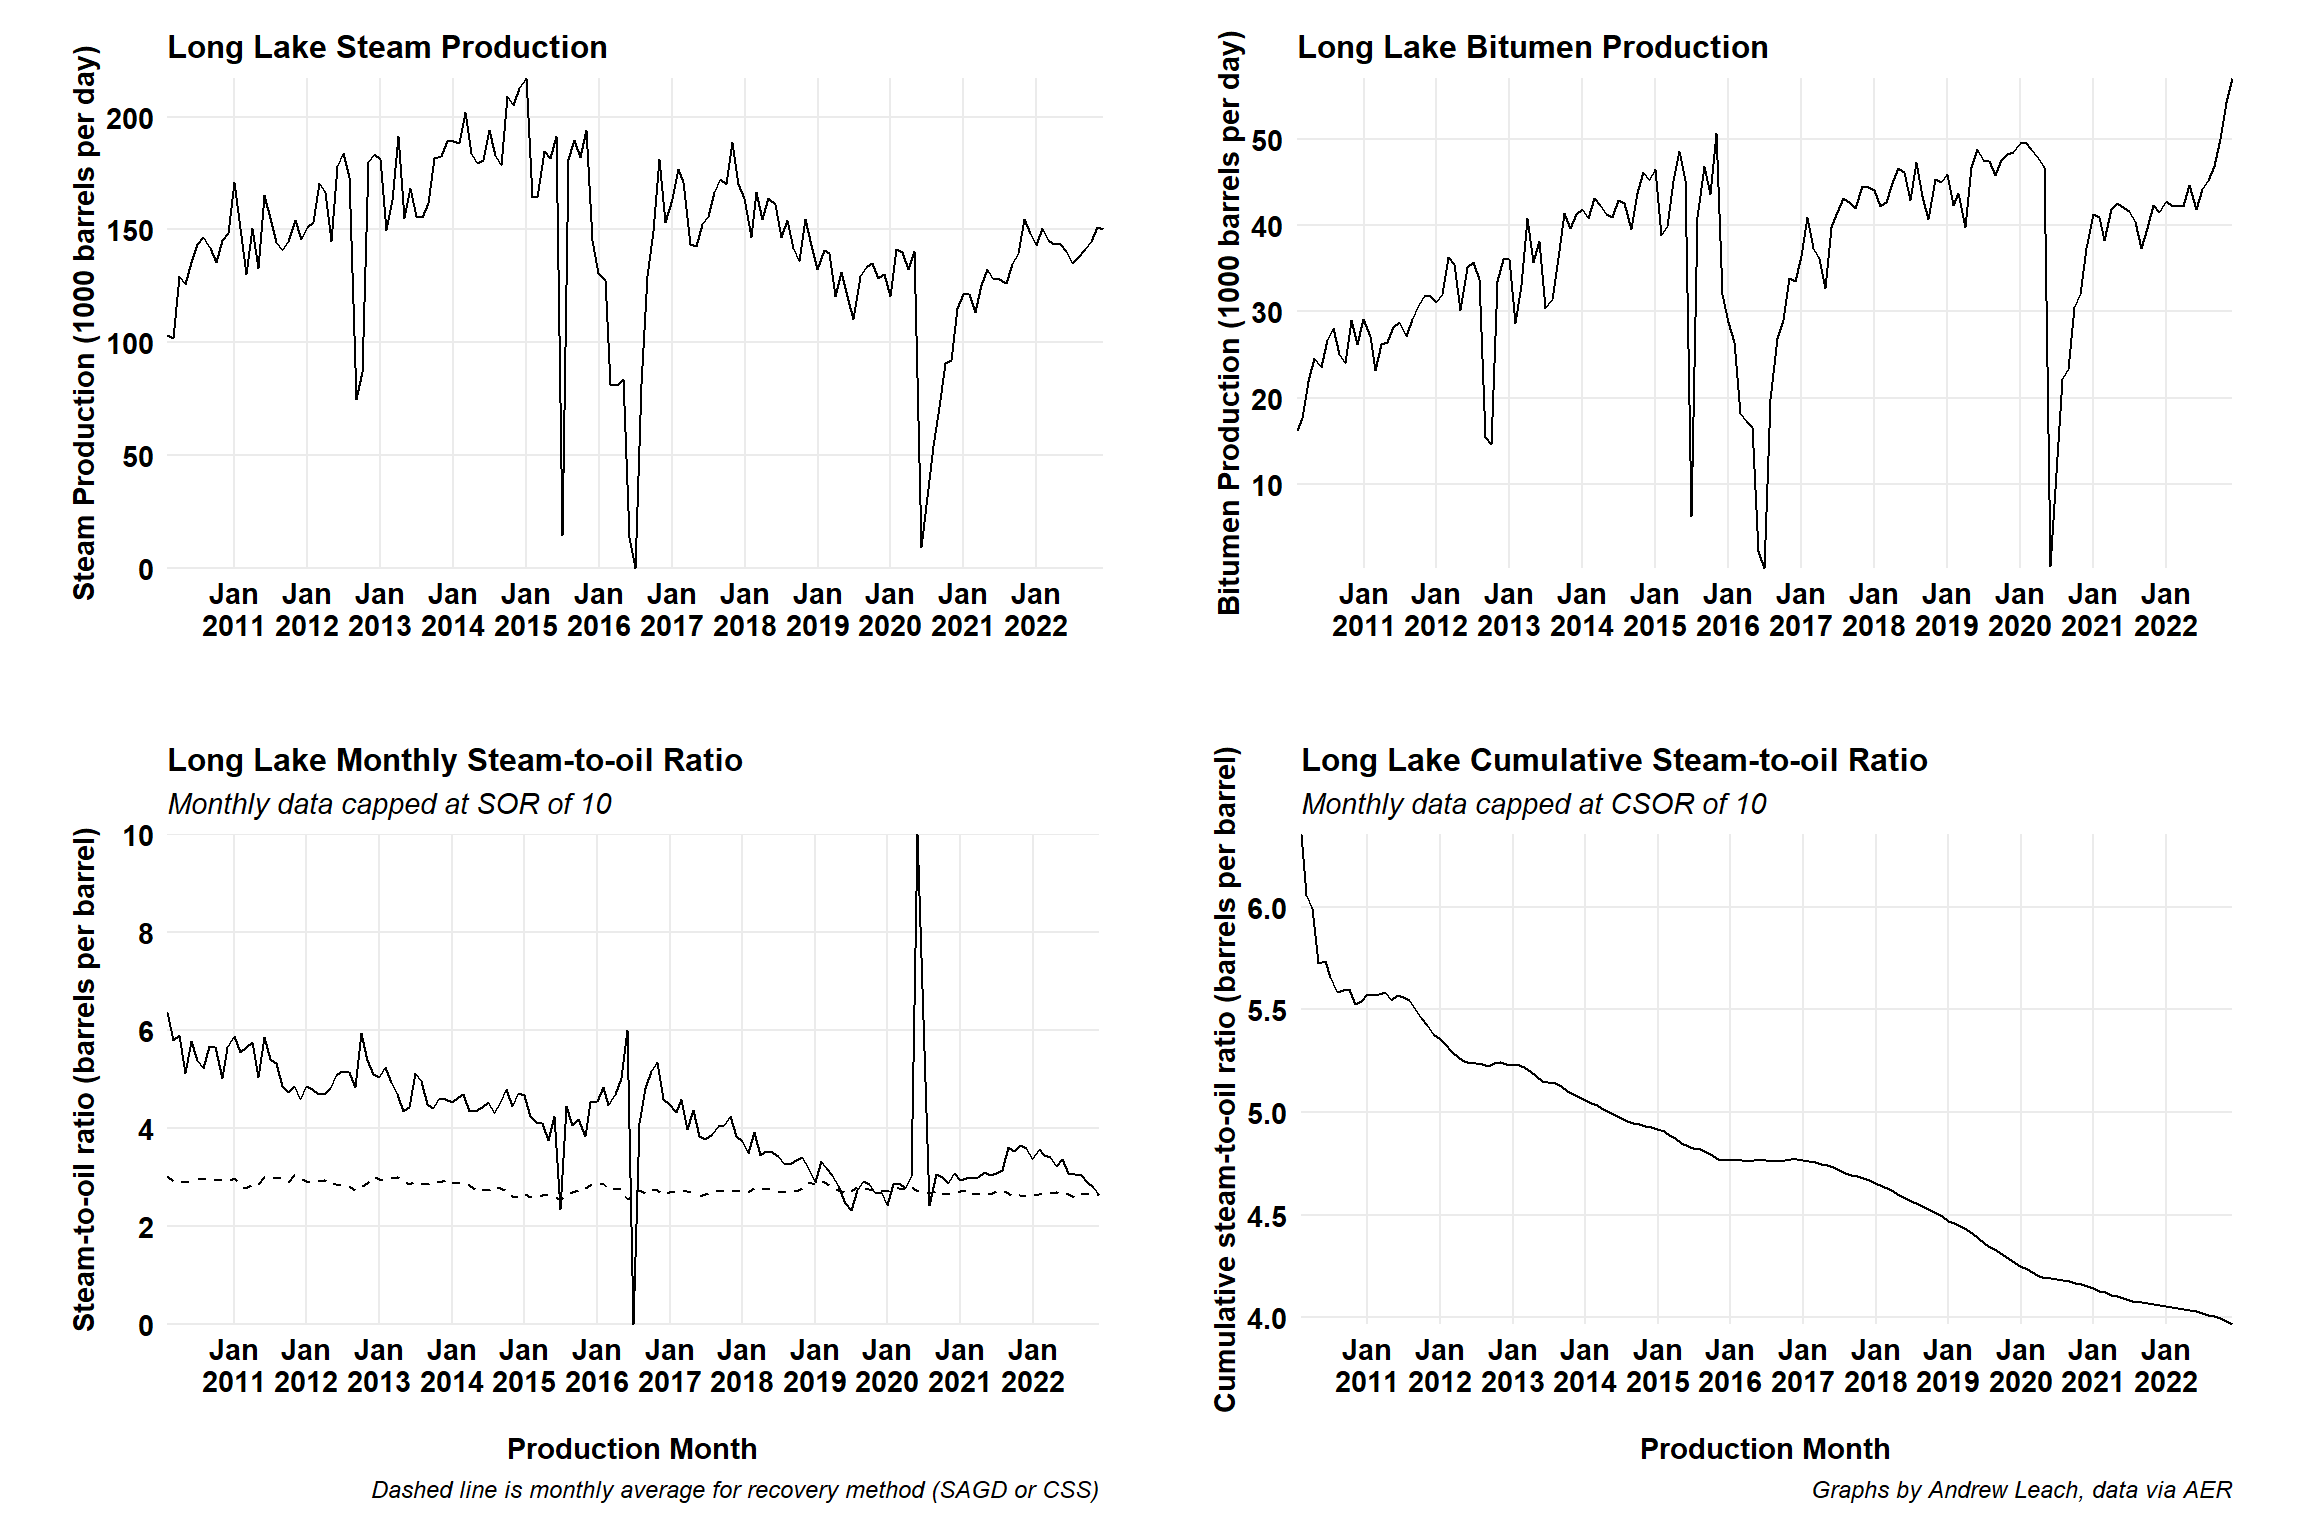 Long Lake Steam Production
Steam Production (1000 barrels per day)
200
150
100
50
0
Jan Jan Jan Jan Jan Jan Jan Jan Jan Jan Jan Jan
2011 2012 2013 2014 2015 2016 2017 2018 2019 2020 2021 2022
Long Lake Bitumen Production
Bitumen Production (1000 barrels per day)
50
40
30
20
10
Jan Jan Jan Jan Jan Jan Jan Jan Jan Jan Jan Jan
2011 2012 2013 2014 2015 2016 2017 2018 2019 2020 2021 2022
Long Lake Monthly Steam-to-oil Ratio
Monthly data capped at SOR of 10
Steam-to-oil ratio (barrels per barrel)
10
8
6
4
2
0
Jan Jan Jan Jan Jan Jan Jan Jan Jan Jan Jan Jan
2011 2012 2013 2014 2015 2016 2017 2018 2019 2020 2021 2022
Production Month
Dashed line is monthly average for recovery method (SAGD or CSS)
Long Lake Cumulative Steam-to-oil Ratio
Monthly data capped at CSOR of 10
Cumulative steam-to-oil ratio (barrels per barrel)
6.0
5.5
5.0
4.5
4.0
Jan Jan Jan Jan Jan Jan Jan Jan Jan Jan Jan Jan
2011 2012 2013 2014 2015 2016 2017 2018 2019 2020 2021 2022
Production Month
Graphs by Andrew Leach, data via AER